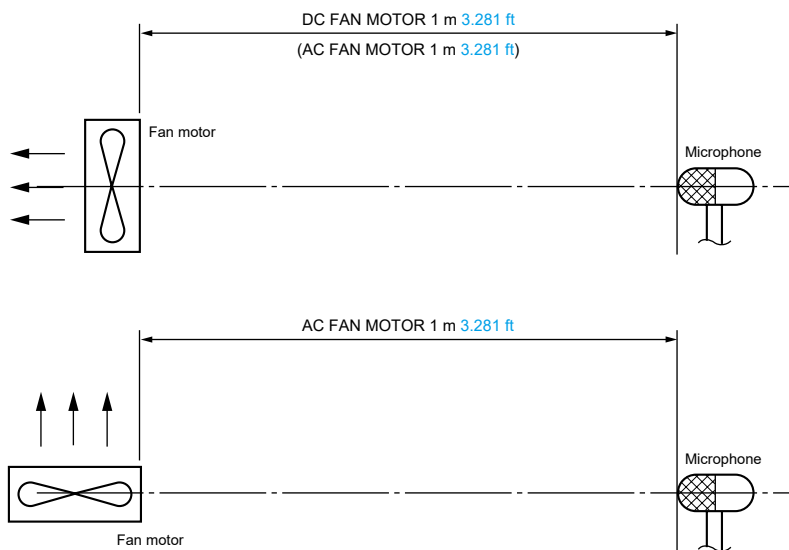 DC FAN MOTOR 1 m 3.281 ft
(AC FAN MOTOR 1 m 3.281 ft)
Fan motor
Microphone
AC FAN MOTOR 1 m 3.281 ft
Microphone
Fan motor